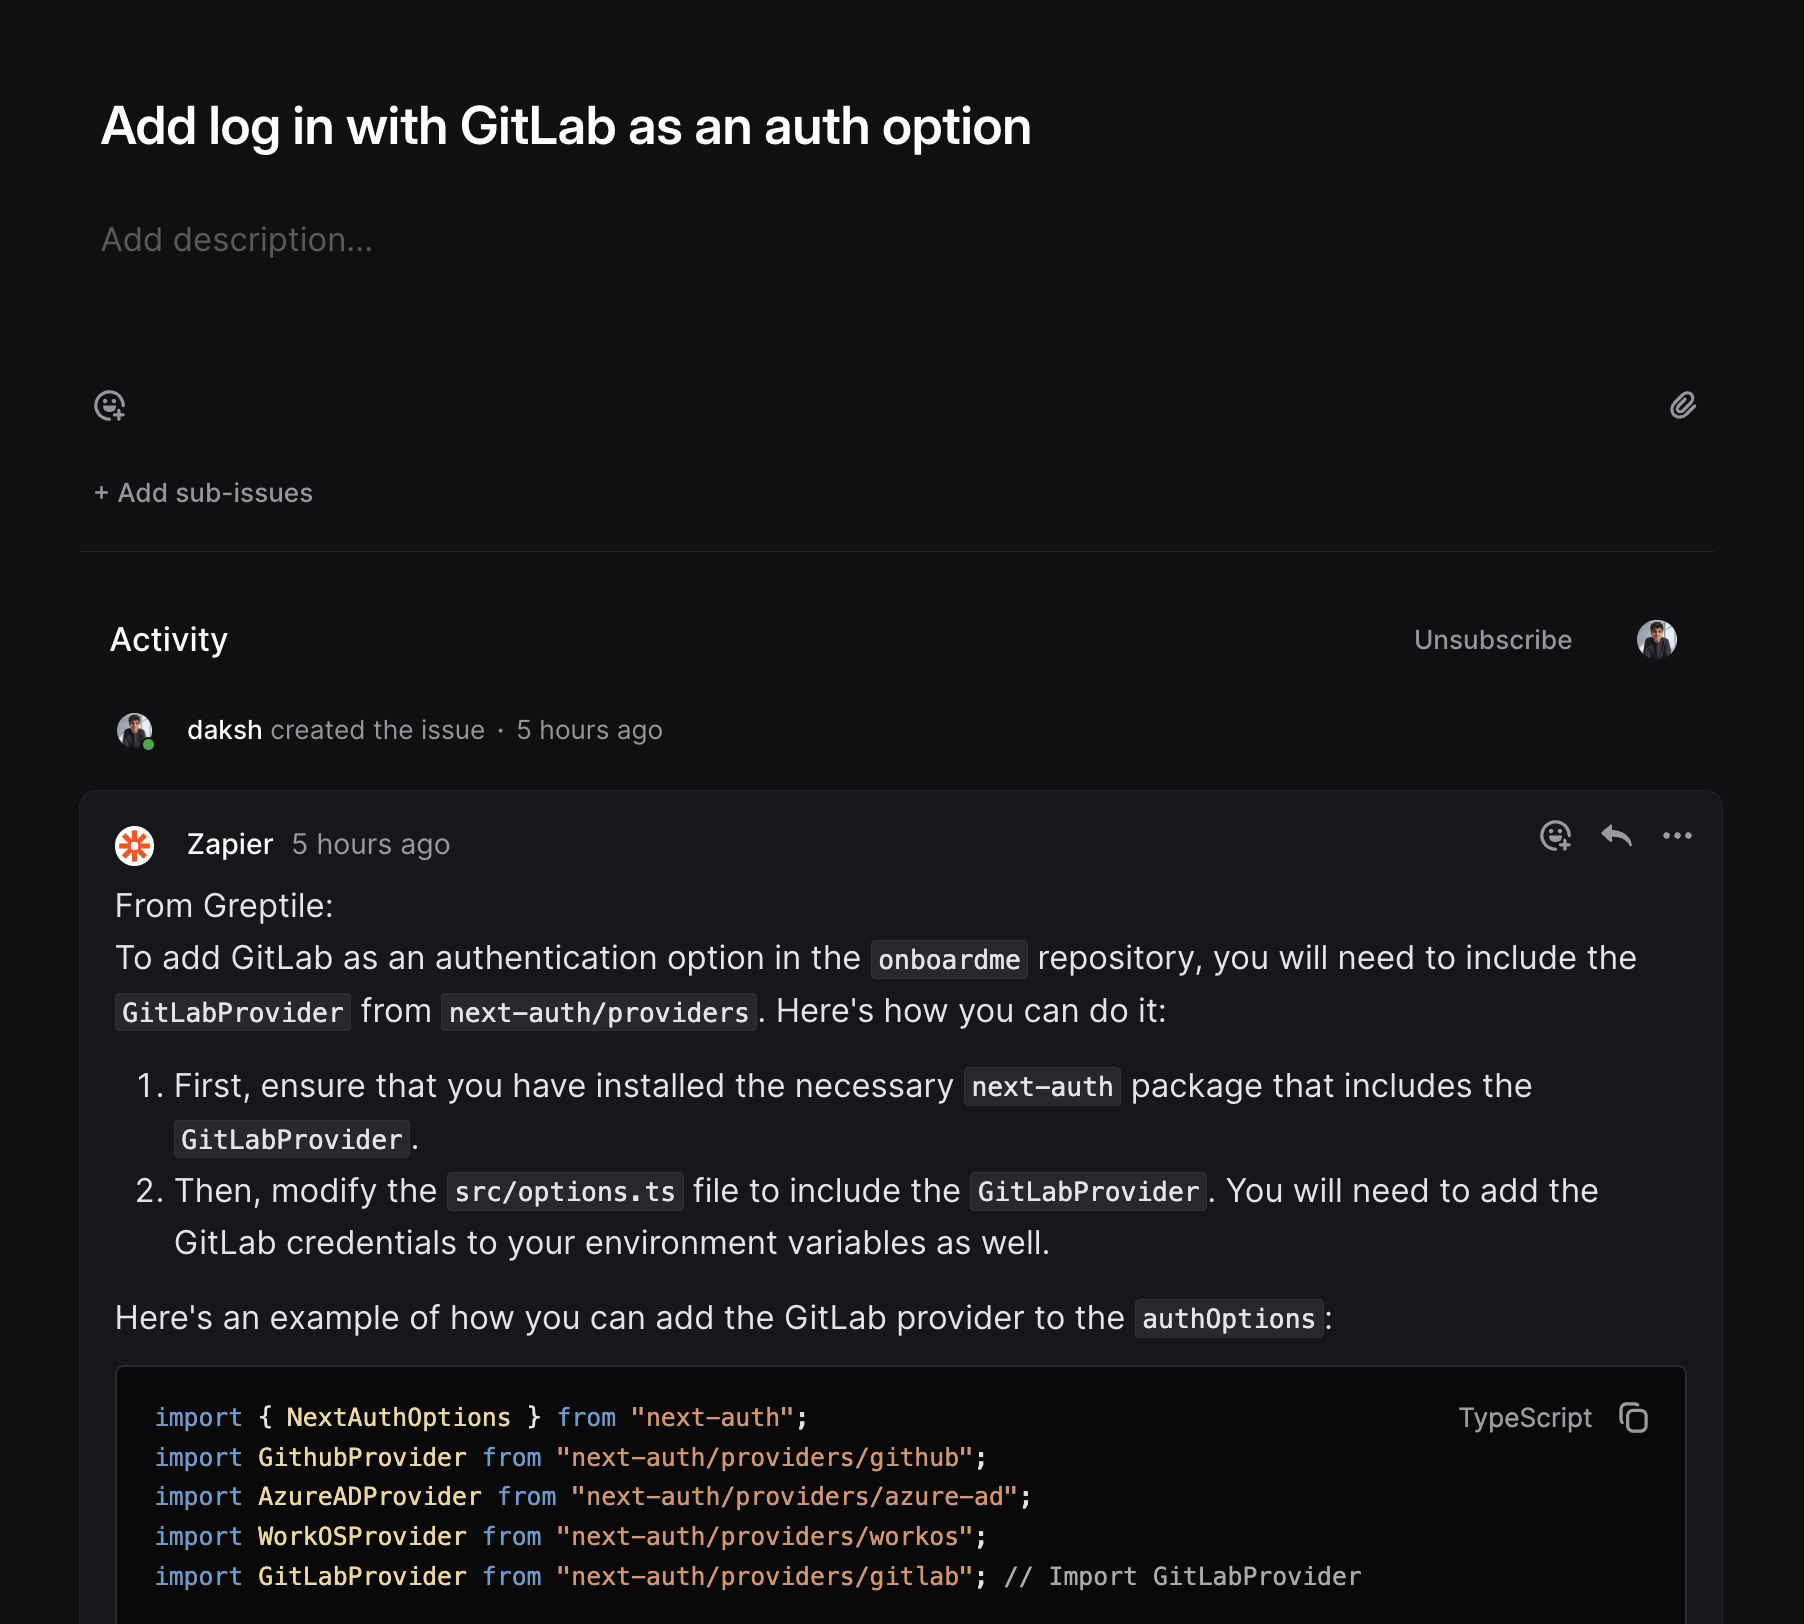 Add log in with GitLab as an auth option
Add description...
+ Add sub-issues
Activity
Unsubscribe
daksh created the issue · 5 hours ago
Zapier 5 hours ago
From Greptile:
To add GitLab as an authentication option in the onboardme repository, you will need to include the
GitLabProvider from next-auth/providers. Here's how you can do it:
1. First, ensure that you have installed the necessary next-auth package that includes the
GitLabProvider.
2. Then, modify the src/options.ts file to include the GitLabProvider. You will need to add the
GitLab credentials to your environment variables as well.
Here's an example of how you can add the GitLab provider to the authOptions:
import { NextAuthOptions } from "next-auth";
TypeScript
import GithubProvider from "next-auth/providers/github";
import AzureADProvider from "next-auth/providers/azure-ad";
import WorkOSProvider from "next-auth/providers/workos";
import GitLabProvider from "next-auth/providers/gitlab"; // Import GitLabProvider